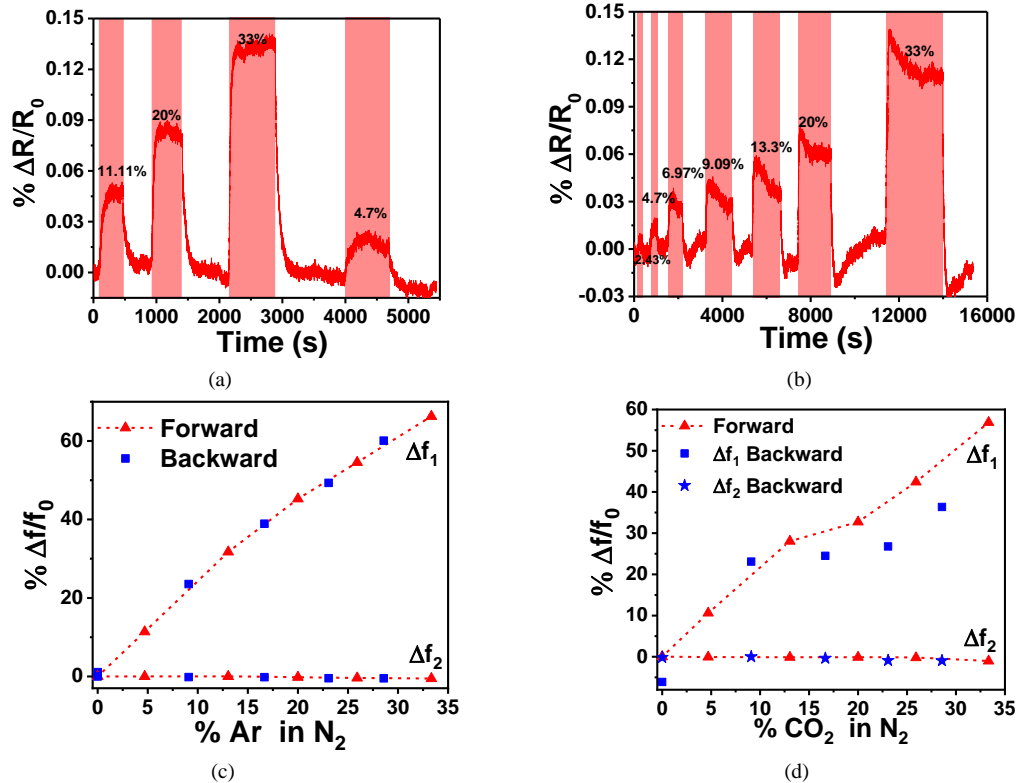 0.15
0.12
0.09
0.06
0.03
0.00
% ΔR/R₀
33%
20%
11.11%
4.7%
0 1000 2000 3000 4000 5000
Time (s)
(a)
0.15
0.12
0.09
0.06
0.03
0.00
-0.03
% ΔR/R₀
33%
20%
13.3%
9.09%
6.97%
4.7%
2.43%
0 4000 8000 12000 16000
Time (s)
(b)
60
40
20
0
% Δf/f₀
Forward
Backward
Δf₁
Δf₂
0 5 10 15 20 25 30 35
% Ar in N₂
(c)
60
50
40
30
20
10
0
% Δf/f₀
Forward
Δf₁ Backward
Δf₂ Backward
Δf₁
Δf₂
0 5 10 15 20 25 30 35
% CO₂ in N₂
(d)